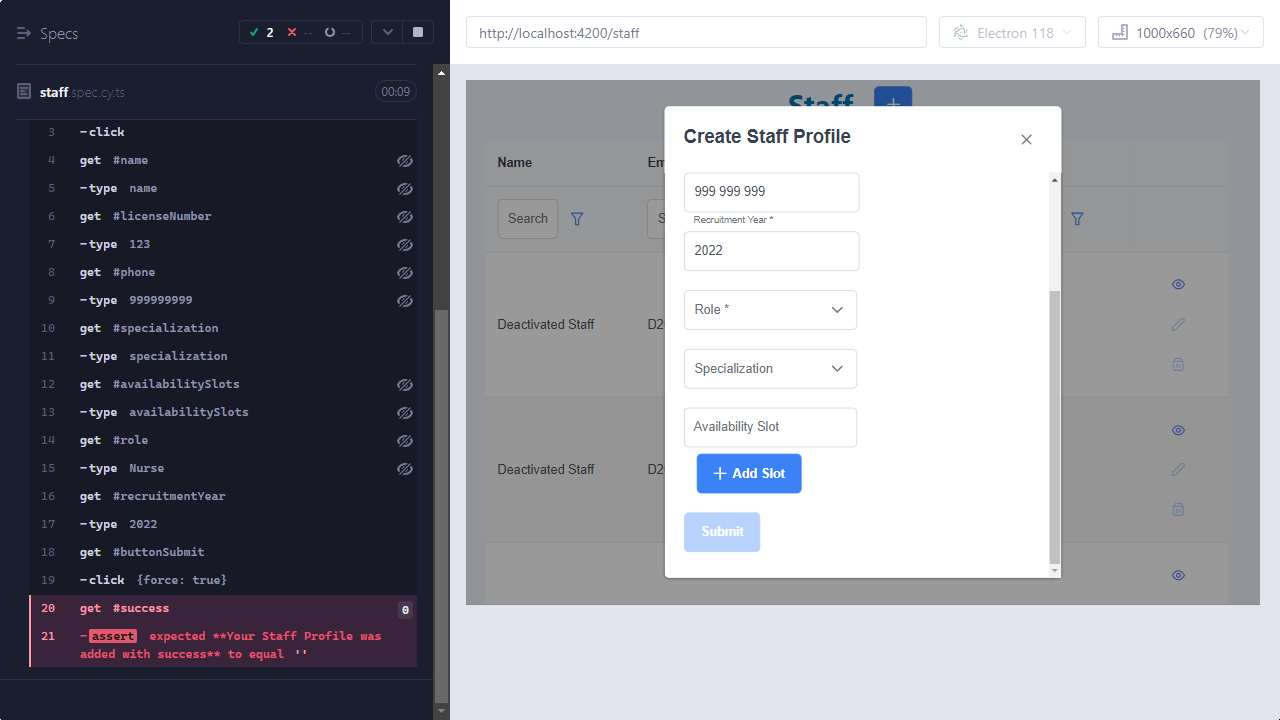 Specs
2
--
--
http://localhost:4200/staff
Electron 118
1000x660 (79%)
staff.spec.cy.ts
00:09
3 -click
4 get #name
5 -type name
6 get #licenseNumber
7 -type 123
8 get #phone
9 -type 999999999
10 get #specialization
11 -type specialization
12 get #availabilitySlots
13 -type availabilitySlots
14 get #role
15 -type Nurse
16 get #recruitmentYear
17 -type 2022
18 get #buttonSubmit
19 -click {force: true}
20 get #success 0
21 -assert expected **Your Staff Profile was
added with success** to equal ''
Staff
Create Staff Profile
Name
Em
Search
S
999 999 999
Recruitment Year *
2022
Role *
Deactivated Staff
D2
Specialization
Availability Slot
Add Slot
Deactivated Staff
D2
Submit